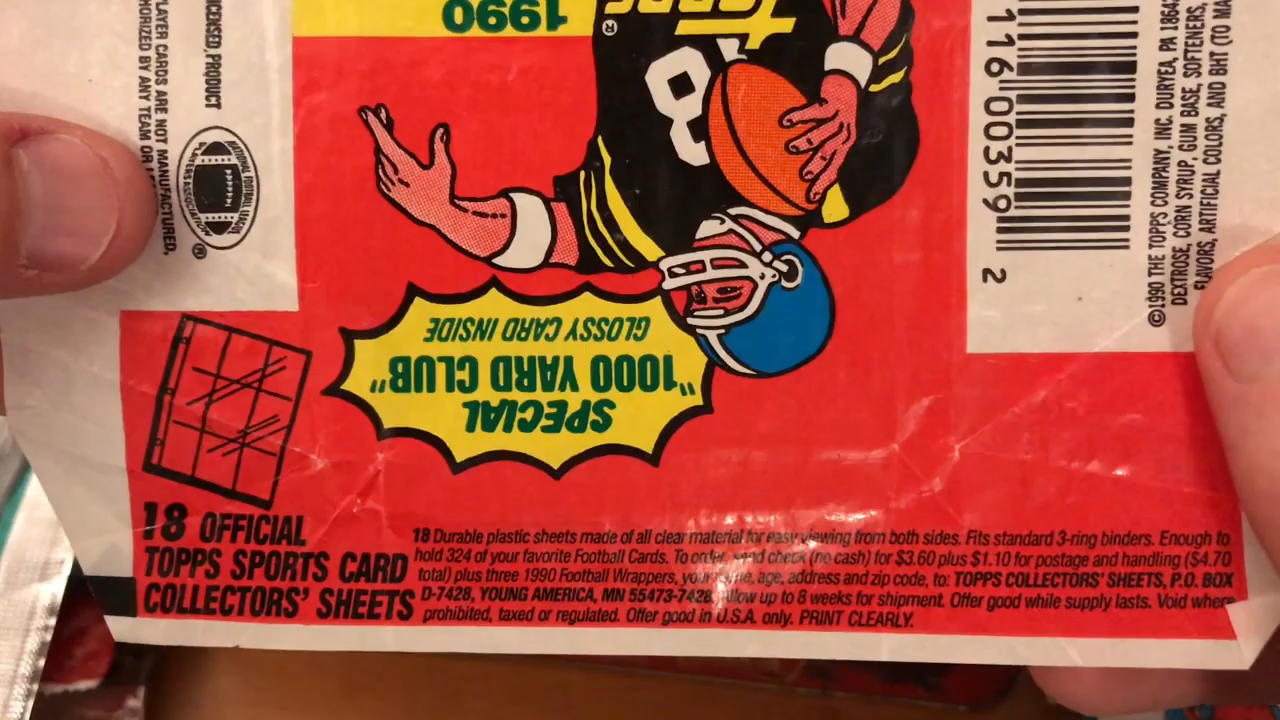 1990
Topps
®
8
SPECIAL
"1000 YARD CLUB"
GLOSSY CARD INSIDE
PRODUCT
ARE NOT MANUFACTURED,
BY ANY TEAM OR
NATIONAL FOOTBALL LEAGUE
PLAYERS ASSOCIATION
®
116 00359 2
©1990 THE TOPPS COMPANY, INC. DURYEA, PA
DEXTROSE, CORN SYRUP, GUM BASE, SOFTENERS,
FLAVORS, ARTIFICIAL COLORS, AND BHT (TO
18 OFFICIAL
TOPPS SPORTS CARD
COLLECTORS' SHEETS
18 Durable plastic sheets made of all clear material for easy viewing from both sides. Fits standard 3-ring binders. Enough to
hold 324 of your favorite Football Cards. To order, send check (no cash) for $3.60 plus $1.10 for postage and handling ($4.70
total) plus three 1990 Football Wrappers, your name, age, address and zip code, to: TOPPS COLLECTORS' SHEETS, P.O. BOX
D-7428, YOUNG AMERICA, MN 55473-7428. Allow up to 8 weeks for shipment. Offer good while supply lasts. Void where
prohibited, taxed or regulated. Offer good in U.S.A. only. PRINT CLEARLY.